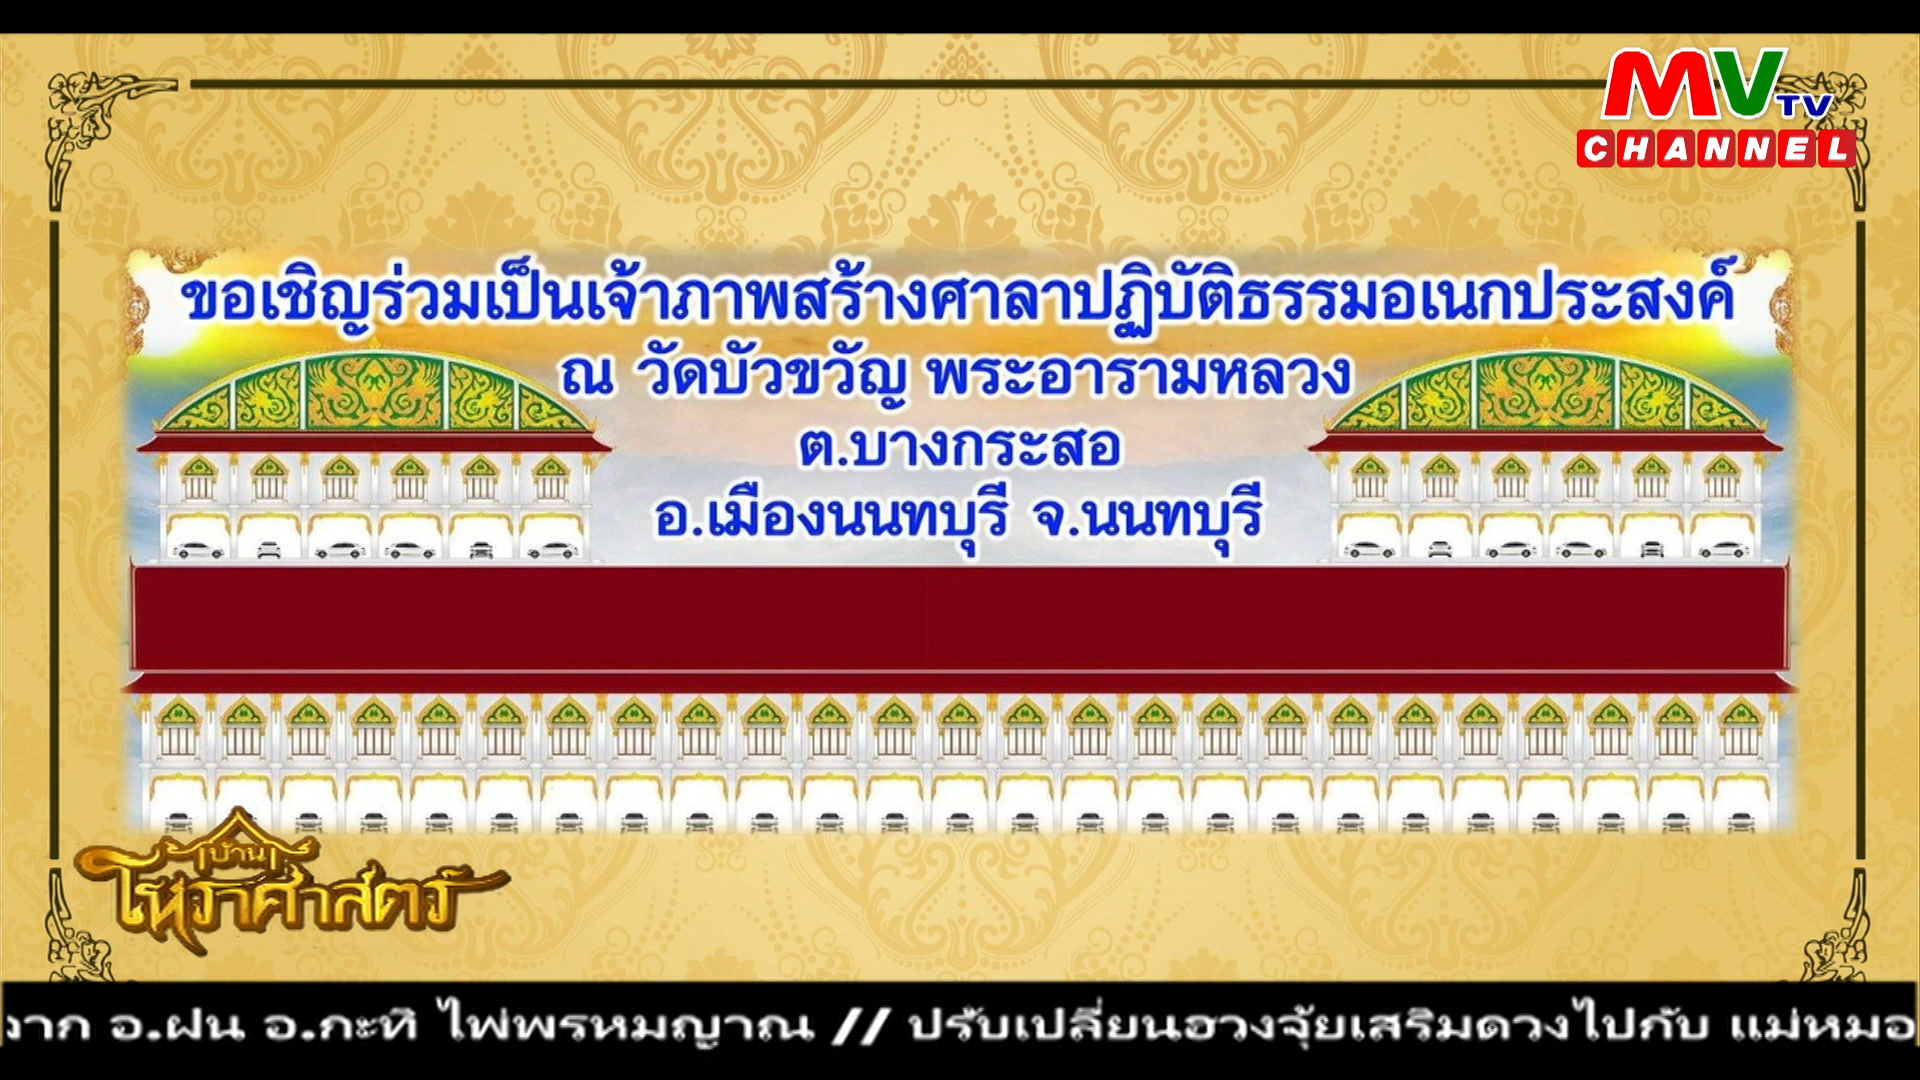 MVTV
CHANNEL
ขอเชิญร่วมเป็นเจ้าภาพสร้างศาลาปฏิบัติธรรมอเนกประสงค์
ณ วัดบัวขวัญ พระอารามหลวง
ต.บางกระสอ
อ.เมืองนนทบุรี จ.นนทบุรี
บ้าน
โหราศาสตร์
งาก อ.ฝน อ.กะทิ ไพ่พรหมญาณ // ปรับเปลี่ยนฮวงจุ้ยเสริมดวงไปกับ แม่หมอ